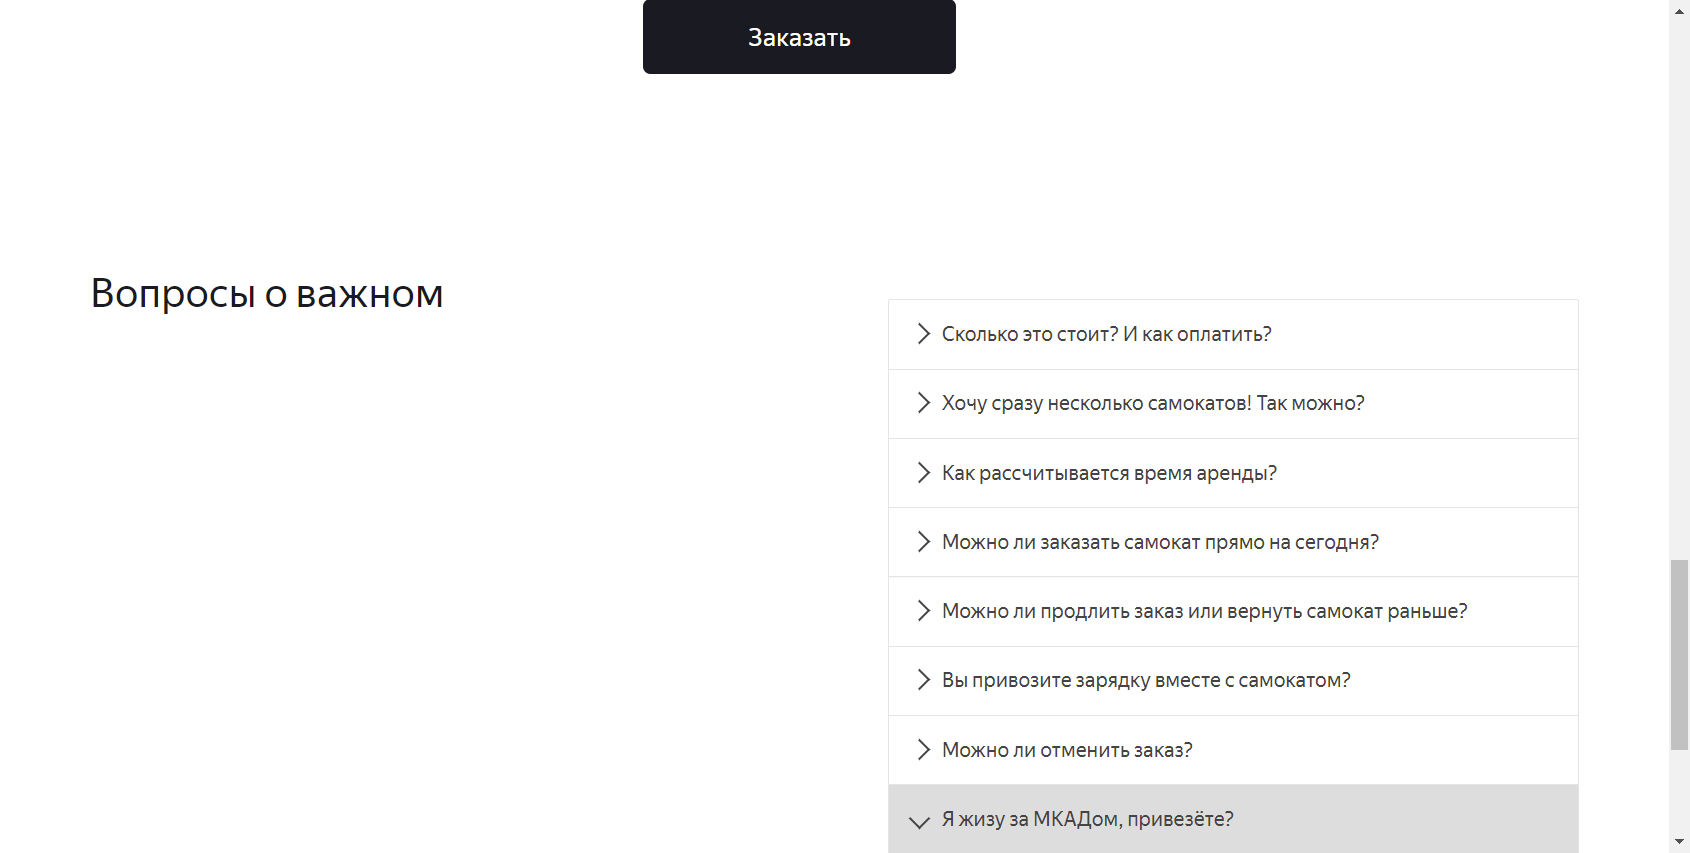 Заказать
Вопросы о важном
Сколько это стоит? И как оплатить?
Хочу сразу несколько самокатов! Так можно?
Как рассчитывается время аренды?
Можно ли заказать самокат прямо на сегодня?
Можно ли продлить заказ или вернуть самокат раньше?
Вы привозите зарядку вместе с самокатом?
Можно ли отменить заказ?
Я жизу за МКАДом, привезёте?